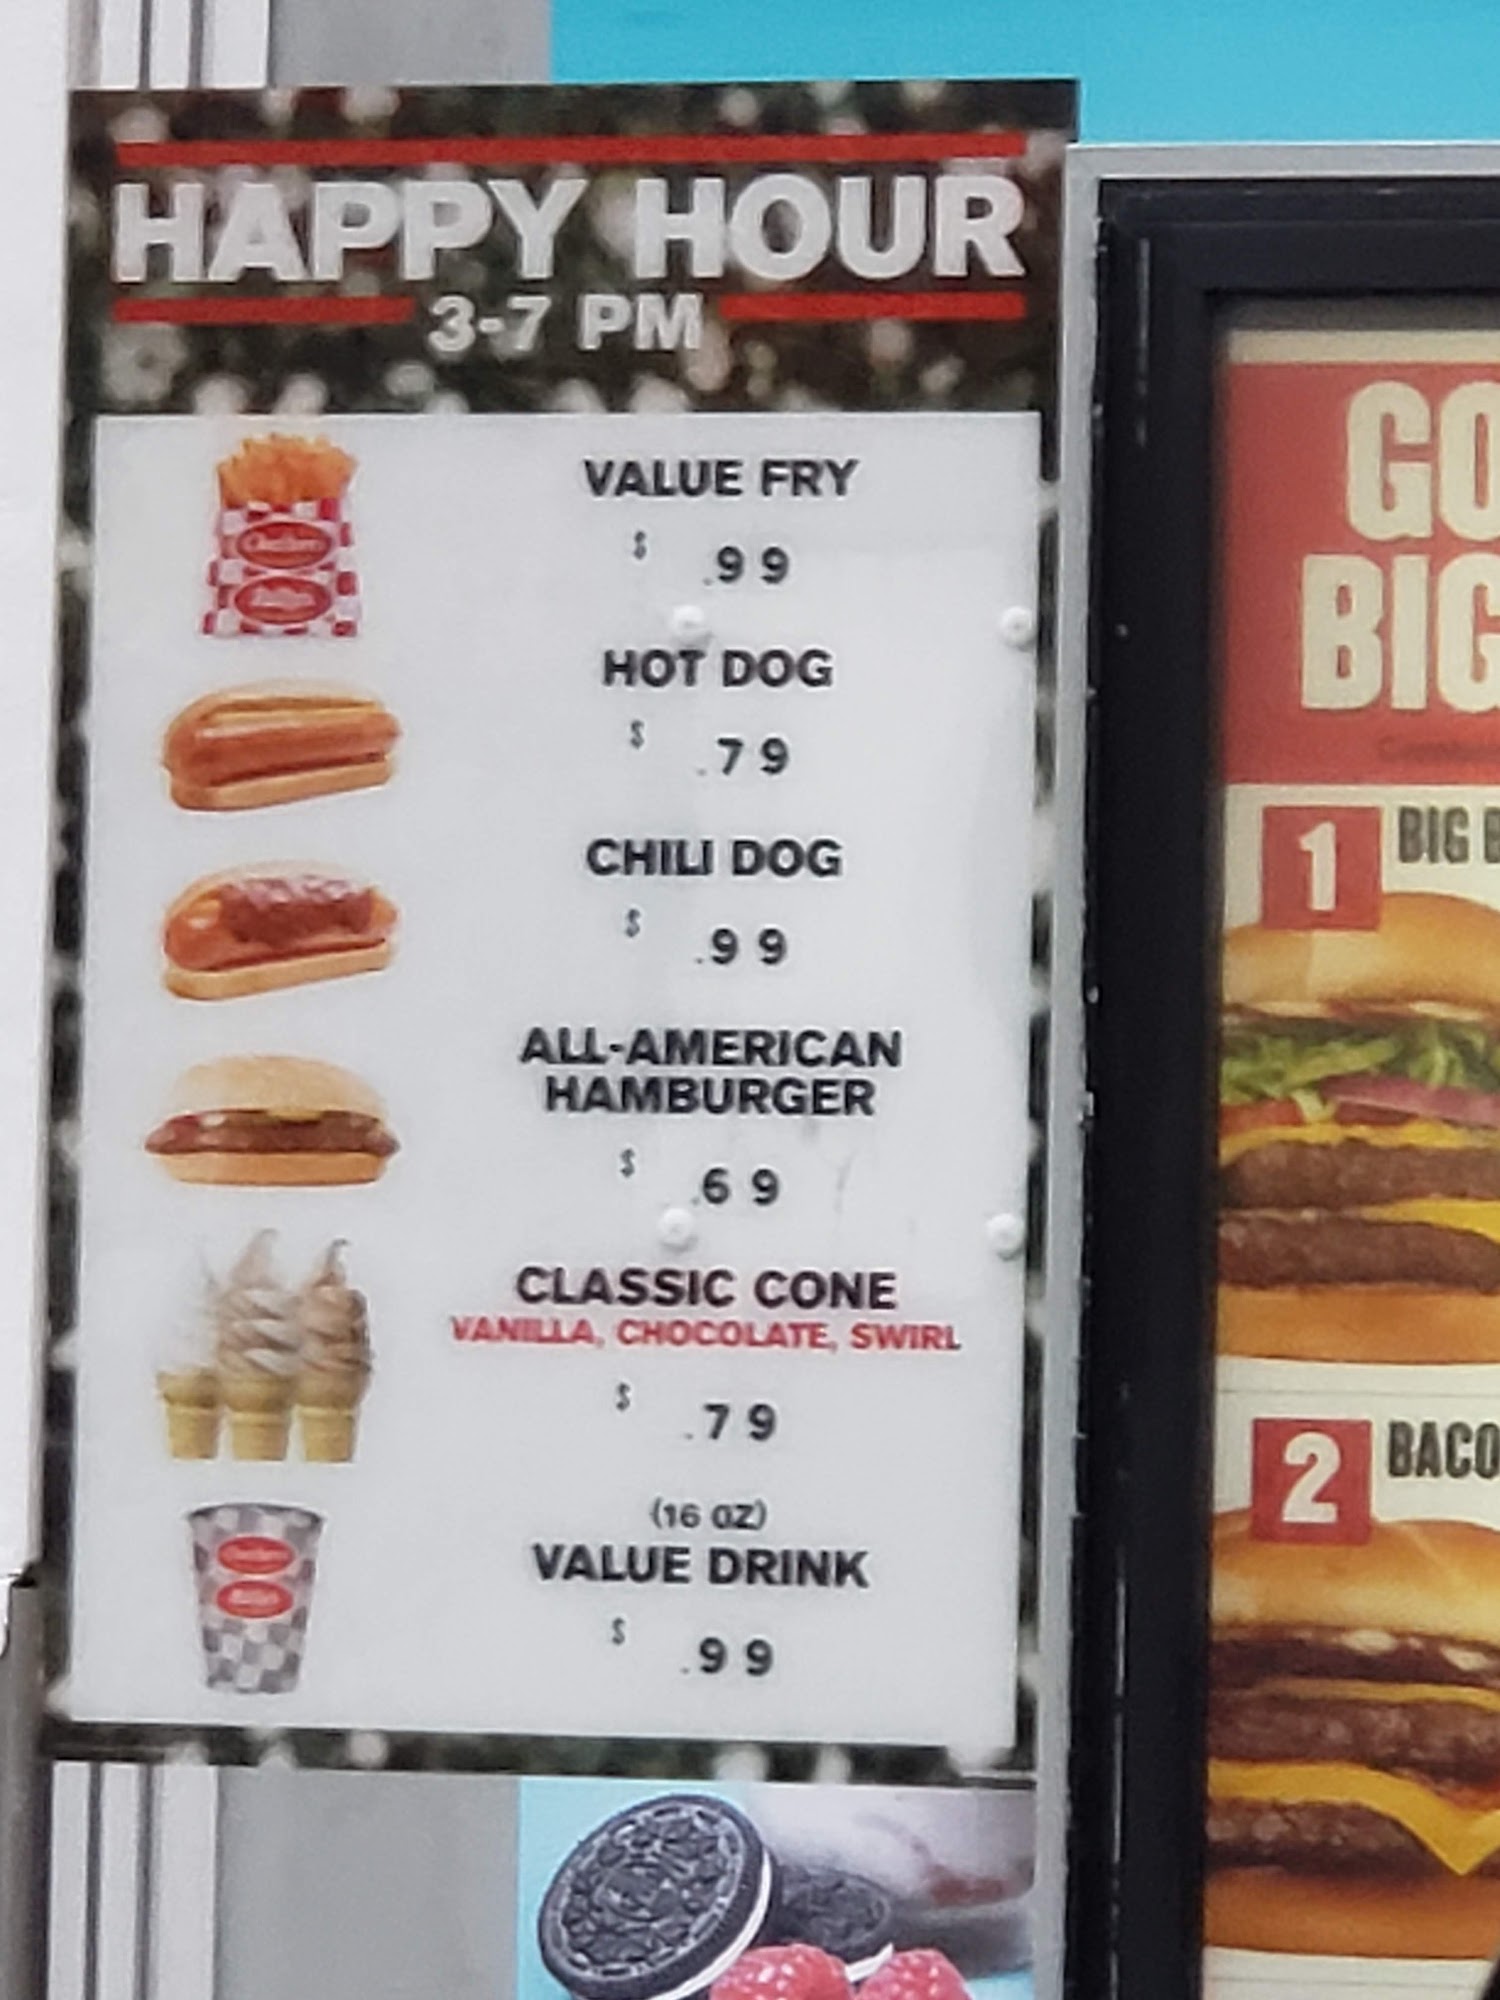 HAPPY HOUR
3-7 PM
VALUE FRY
$ .99
HOT DOG
$ .79
CHILI DOG
$ .99
ALL-AMERICAN
HAMBURGER
$ .69
CLASSIC CONE
VANILLA, CHOCOLATE, SWIRL
$ .79
(16 OZ)
VALUE DRINK
$ .99
GO
BIG
1 BIG B
2 BACO